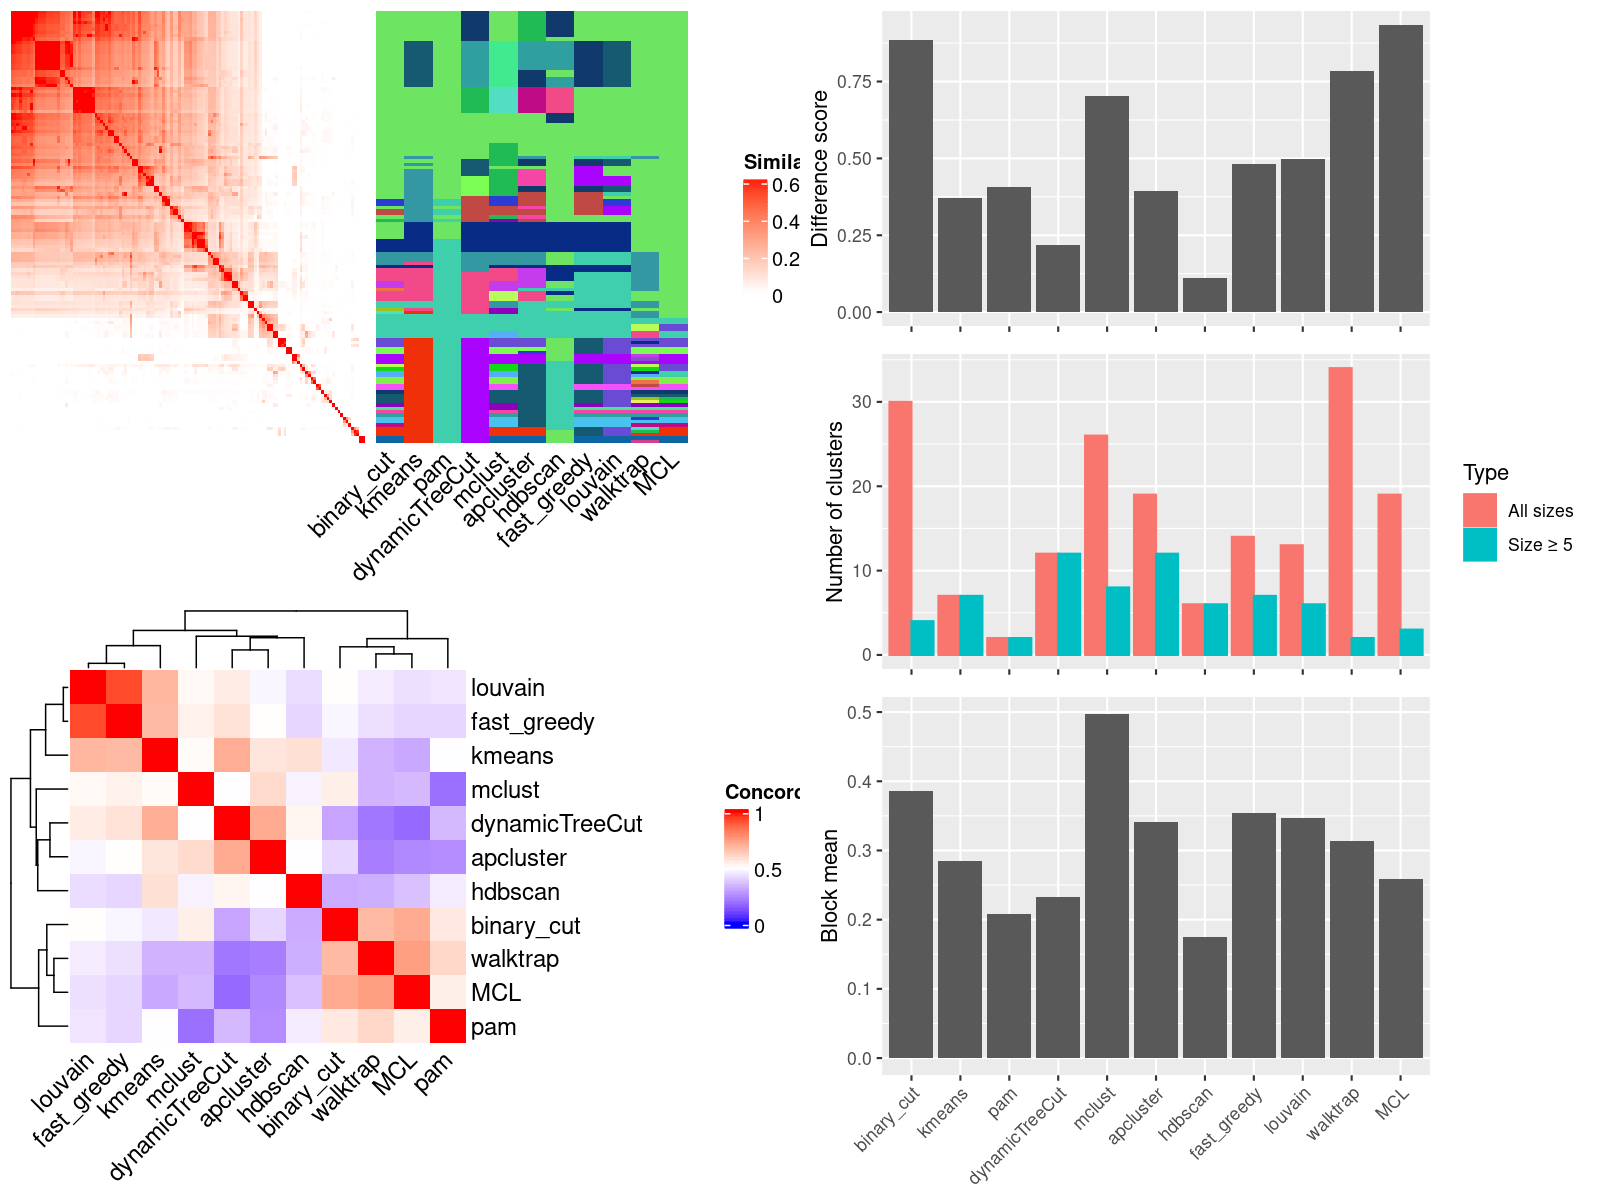 Simila
0.6
0.4
0.2
0
binary_cut
kmeans
pam
dynamicTreeCut
mclust
apcluster
hdbscan
fast_greedy
louvain
walktrap
MCL
louvain
fast_greedy
kmeans
mclust
dynamicTreeCut
apcluster
hdbscan
binary_cut
walktrap
MCL
pam
louvain
fast_greedy
kmeans
mclust
dynamicTreeCut
apcluster
hdbscan
binary_cut
walktrap
MCL
pam
Concord
1
0.5
0
Difference score
0.75
0.50
0.25
0.00
Number of clusters
30
20
10
0
Type
All sizes
Size ≥ 5
Block mean
0.5
0.4
0.3
0.2
0.1
0.0
binary_cut
kmeans
pam
dynamicTreeCut
mclust
apcluster
hdbscan
fast_greedy
louvain
walktrap
MCL